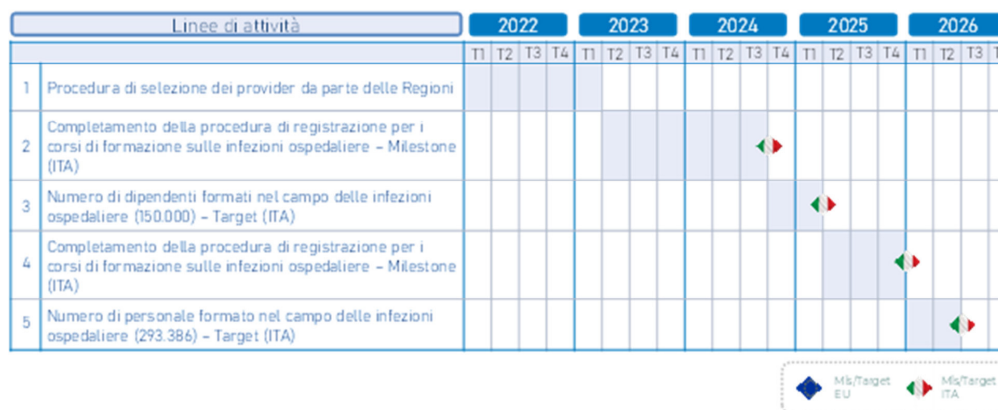 Linee di attività 2022 2023 2024 2025 2026
T1 T2 T3 T4 T1 T2 T3 T4 T1 T2 T3 T4 T1 T2 T3 T4 T1 T2 T3
1 Procedura di selezione dei provider da parte delle Regioni
2 Completamento della procedura di registrazione per i
corsi di formazione sulle infezioni ospedaliere – Milestone
(ITA)
3 Numero di dipendenti formati nel campo delle infezioni
ospedaliere (150.000) – Target (ITA)
4 Completamento della procedura di registrazione per i
corsi di formazione sulle infezioni ospedaliere – Milestone
(ITA)
5 Numero di personale formato nel campo delle infezioni
ospedaliere (293.386) – Target (ITA)
Mis/Target Mis/Target
EU ITA